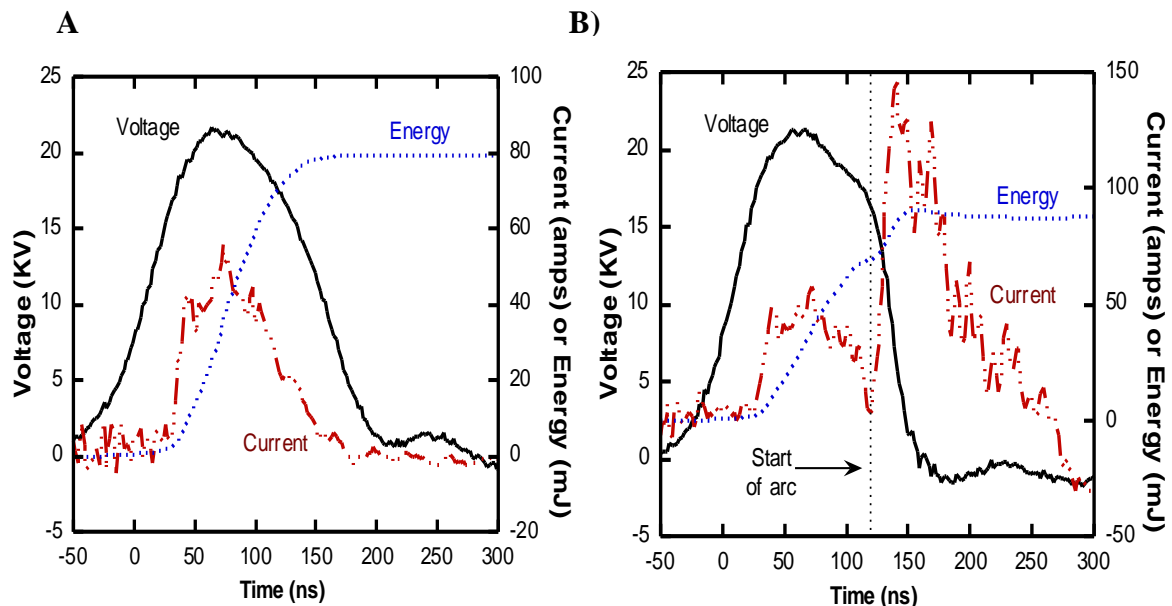 A
B)
25
20
15
10
5
0
-5
Voltage (KV)
100
80
60
40
20
0
-20
Current (amps) or Energy (mJ)
Voltage
Energy
Current
-50 0 50 100 150 200 250 300
Time (ns)
25
20
15
10
5
0
-5
Voltage (KV)
150
100
50
0
-50
Current (amps) or Energy (mJ)
Voltage
Energy
Current
Start
of arc
-50 0 50 100 150 200 250 300
Time (ns)